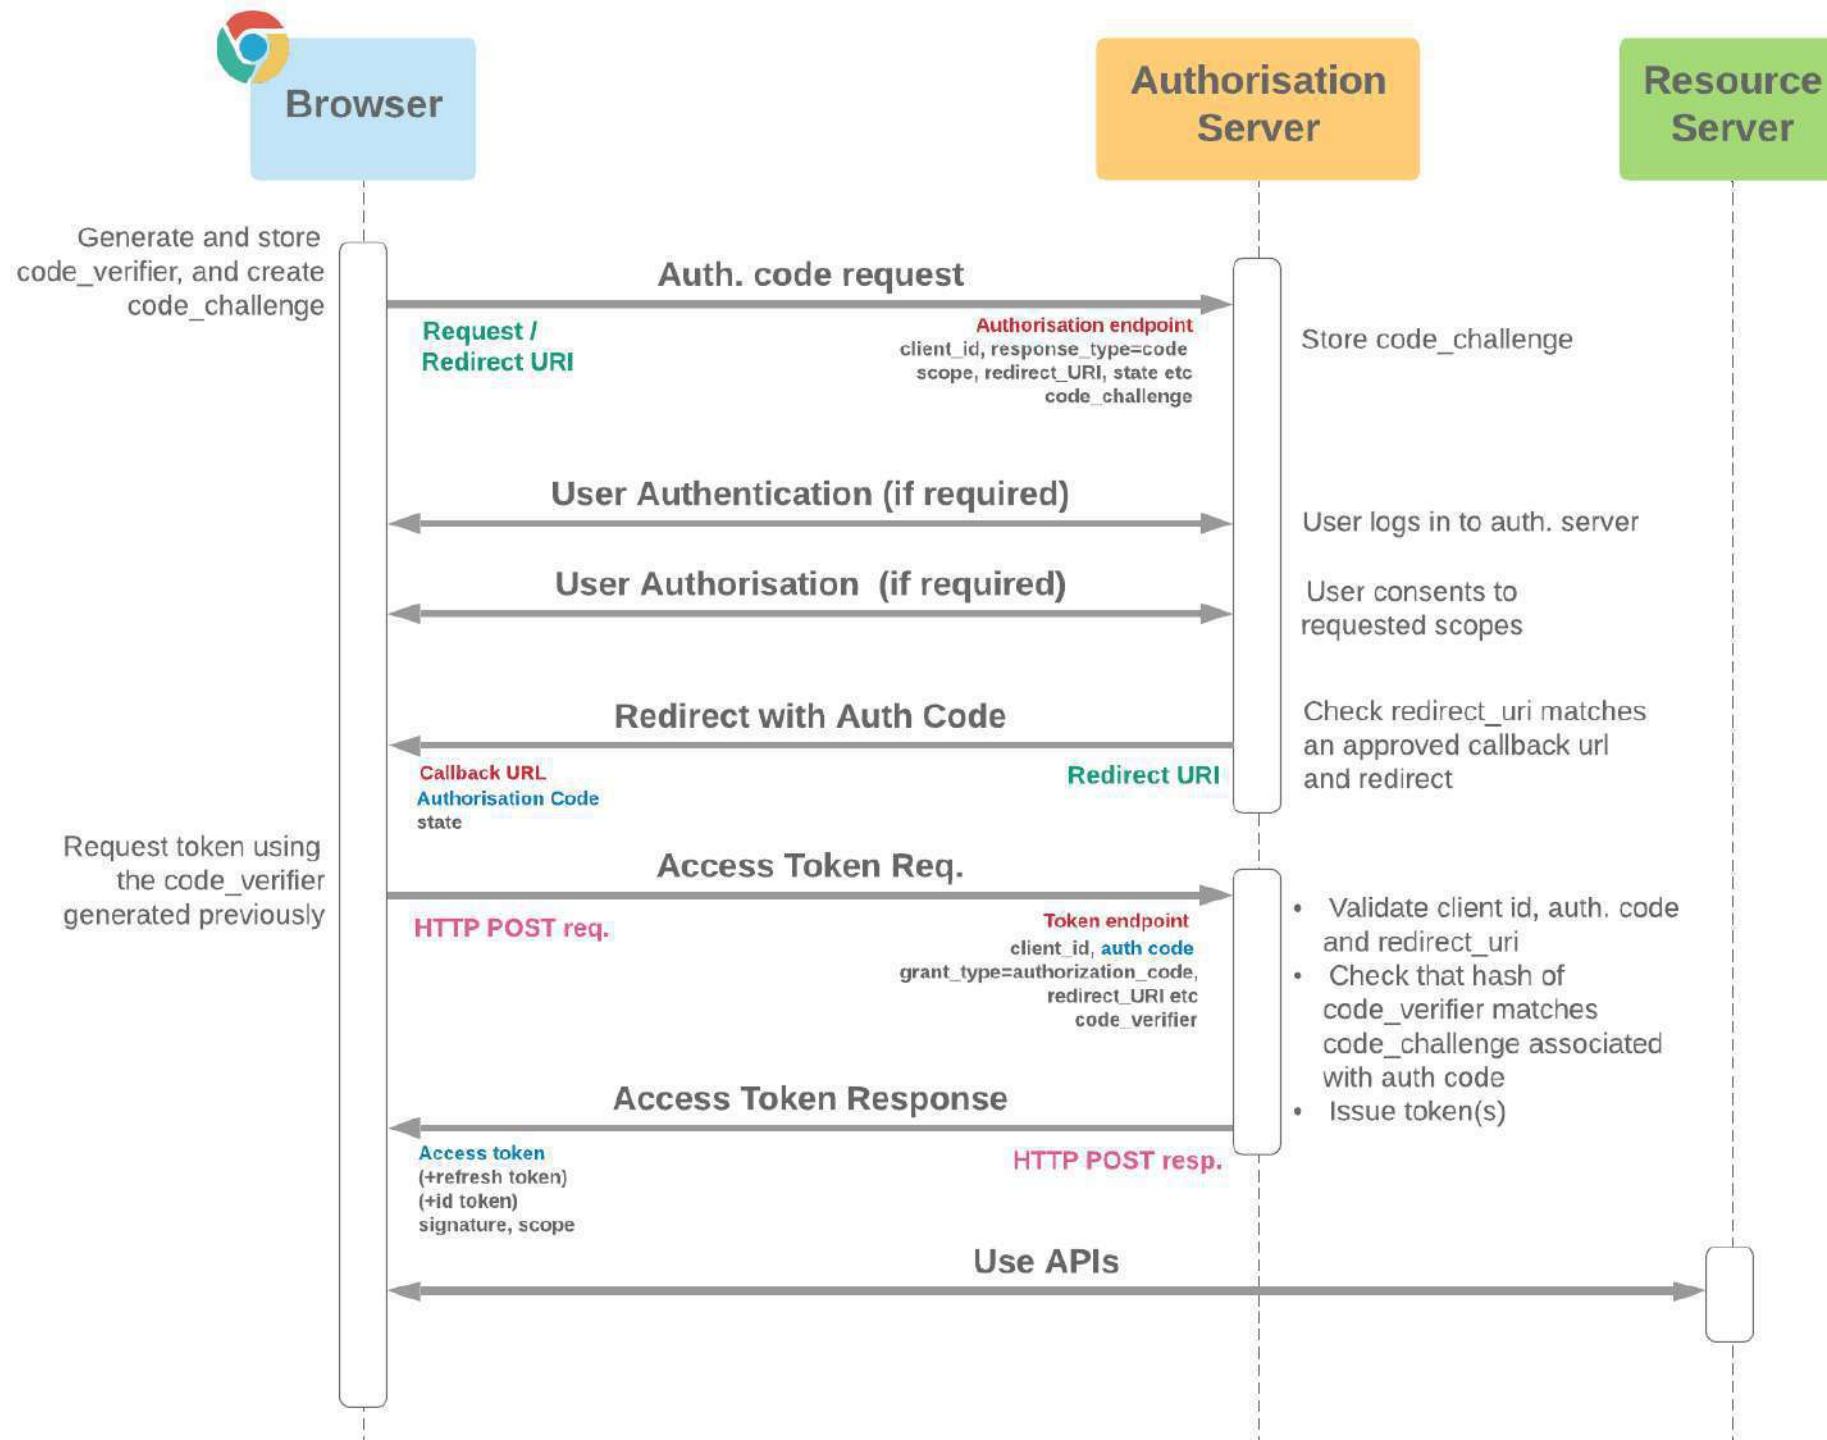 Browser
Authorisation
Server
Resource
Server
Generate and store
code_verifier, and create
code_challenge
Auth. code request
Request /
Redirect URI
Authorisation endpoint
client_id, response_type=code
scope, redirect_URI, state etc
code_challenge
Store code_challenge
User Authentication (if required)
User logs in to auth. server
User Authorisation (if required)
User consents to
requested scopes
Redirect with Auth Code
Check redirect_uri matches
an approved callback url
and redirect
Callback URL
Authorisation Code
state
Redirect URI
Request token using
the code_verifier
generated previously
Access Token Req.
HTTP POST req.
Token endpoint
client_id, auth code
grant_type=authorization_code,
redirect_URI etc
code_verifier
• Validate client id, auth. code
and redirect_uri
• Check that hash of
code_verifier matches
code_challenge associated
with auth code
• Issue token(s)
Access Token Response
Access token
(+refresh token)
(+id token)
signature, scope
HTTP POST resp.
Use APIs